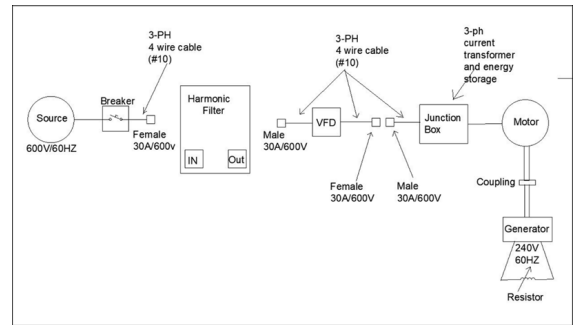 3-PH
4 wire cable
(#10)
Breaker
Source
600V/60HZ
Female
30A/600v
Harmonic
Filter
IN
Out
3-PH
4 wire cable
(#10)
Male
30A/600V
VFD
Female
30A/600V
Male
30A/600V
3-ph
current
transformer
and energy
storage
Junction
Box
Motor
Coupling
Generator
240V
60HZ
Resistor